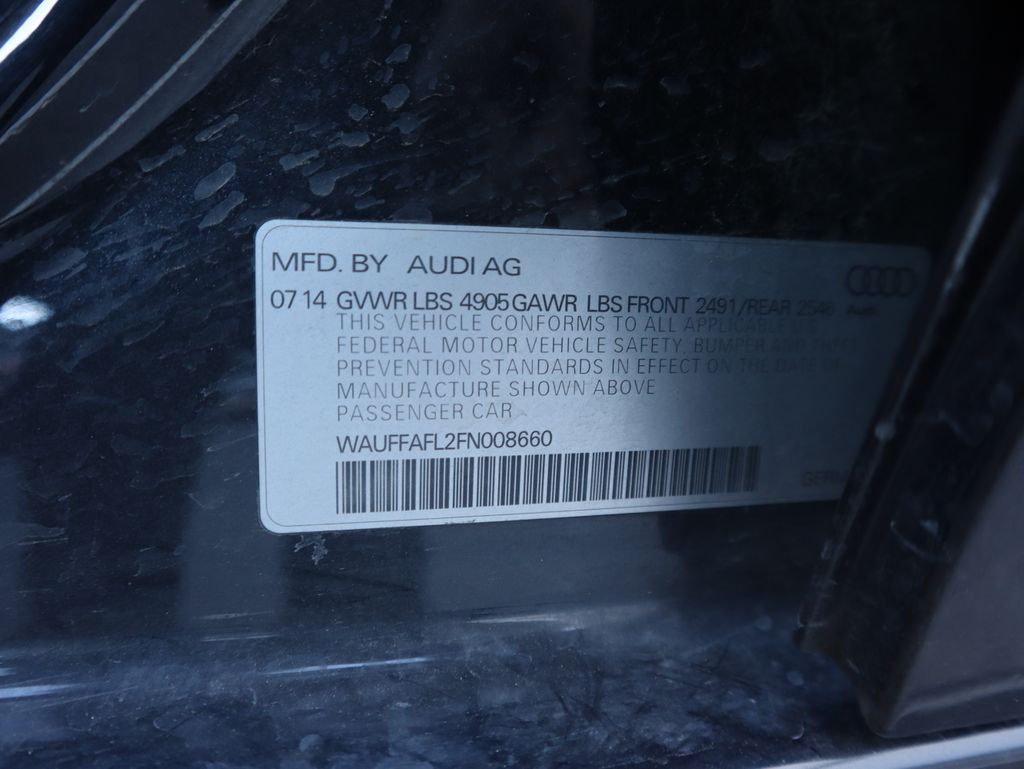 MFD. BY AUDI AG
07 14 GVWR LBS 4905 GAWR LBS FRONT 2491/REAR 2546 Audi
THIS VEHICLE CONFORMS TO ALL APPLICABLE U.S.
FEDERAL MOTOR VEHICLE SAFETY, BUMPER AND THEFT
PREVENTION STANDARDS IN EFFECT ON THE DATE OF
MANUFACTURE SHOWN ABOVE
PASSENGER CAR
WAUFFAFL2FN008660